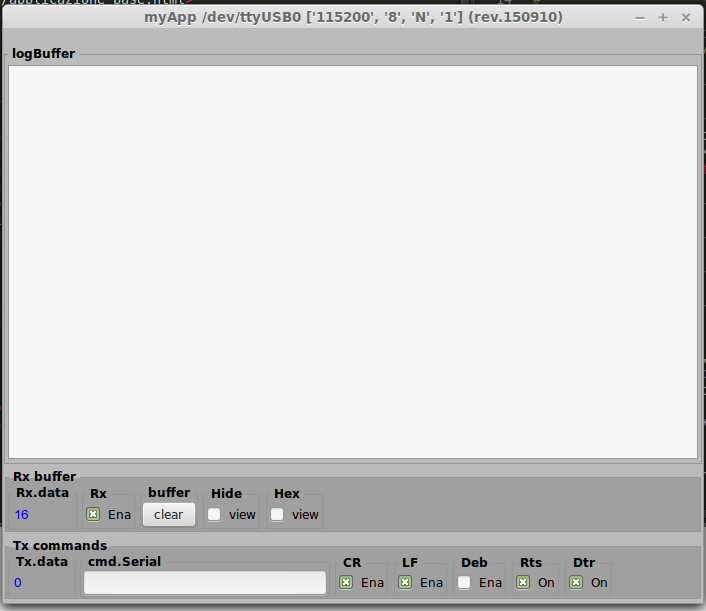 myApp /dev/ttyUSB0 ['115200', '8', 'N', '1'] (rev.150910)
logBuffer
Rx buffer
Rx.data Rx buffer Hide Hex
16 Ena clear view view
Tx commands
Tx.data cmd.Serial CR LF Deb Rts Dtr
0 Ena Ena Ena On On